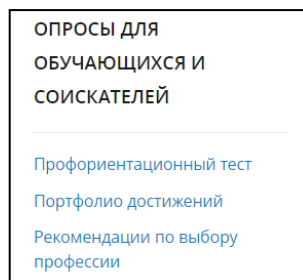 ОПРОСЫ ДЛЯ
ОБУЧАЮЩИХСЯ И
СОИСКАТЕЛЕЙ
Профориентационный тест
Портфолио достижений
Рекомендации по выбору
профессии